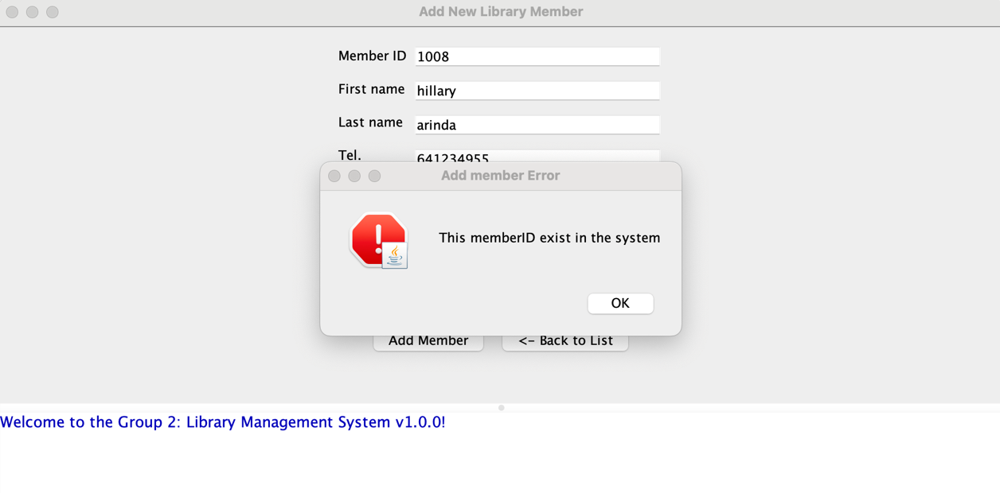 Add New Library Member
Member ID 1008
First name hillary
Last name arinda
Tel. 641234955
Add member Error
This memberID exist in the system
OK
Add Member <- Back to List
Welcome to the Group 2: Library Management System v1.0.0!